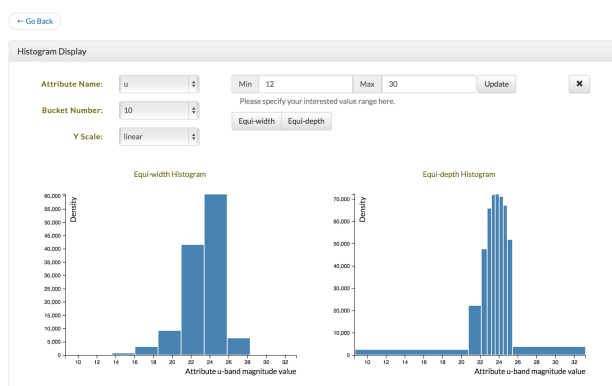 ← Go Back
Histogram Display
Attribute Name: u Min 12 Max 30 Update ✖
Please specify your interested value range here.
Bucket Number: 10 Equi-width Equi-depth
Y Scale: linear
Equi-width Histogram
Density
60,000
55,000
50,000
45,000
40,000
35,000
30,000
25,000
20,000
15,000
10,000
5,000
0
10 12 14 16 18 20 22 24 26 28 30 32
Attribute u-band magnitude value
Equi-depth Histogram
Density
70,000
60,000
50,000
40,000
30,000
20,000
10,000
0
10 12 14 16 18 20 22 24 26 28 30 32
Attribute u-band magnitude value